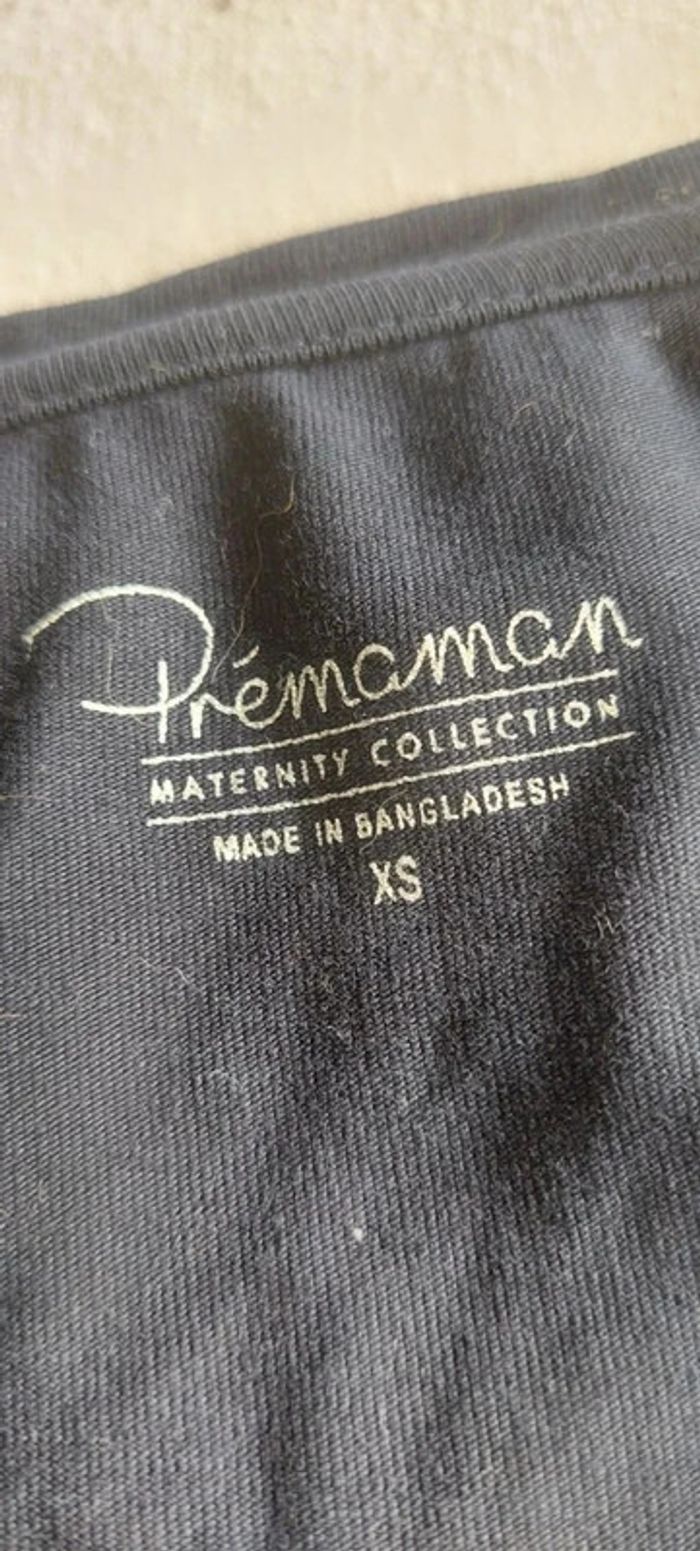 Prémaman
MATERNITY COLLECTION
MADE IN BANGLADESH
XS